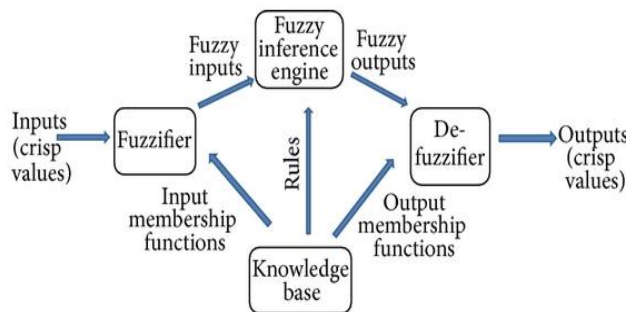 Fuzzy
inference
engine
Fuzzy
inputs
Fuzzy
outputs
Inputs
(crisp
values)
Fuzzifier
De-
fuzzifier
Outputs
(crisp
values)
Rules
Input
membership
functions
Output
membership
functions
Knowledge
base